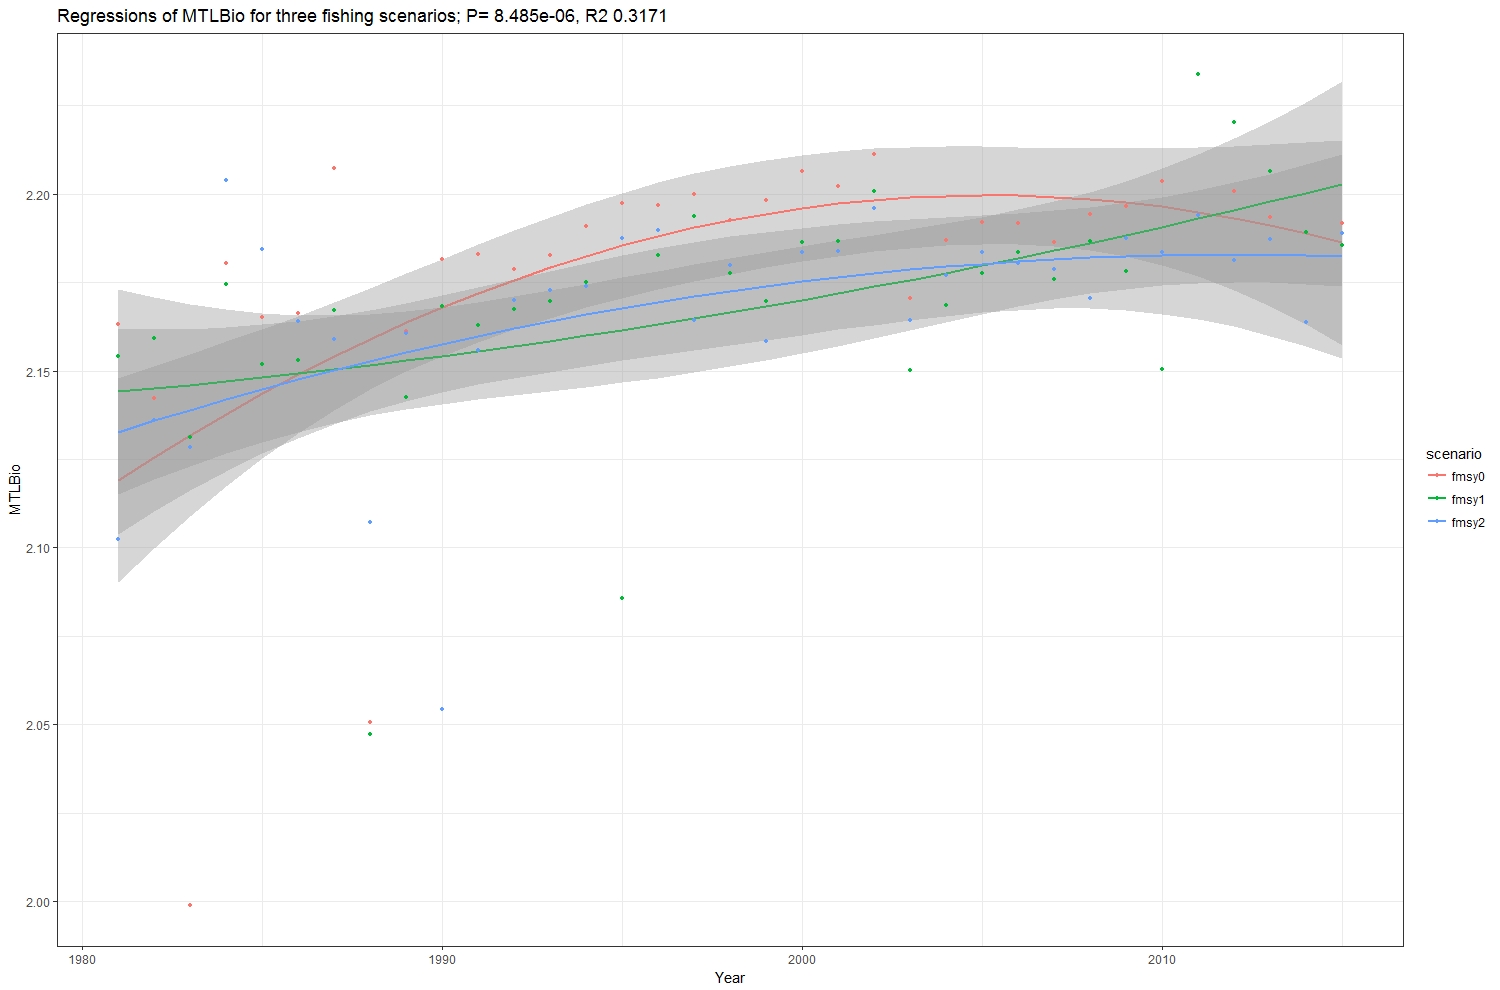 Regressions of MTLBio for three fishing scenarios; P= 8.485e-06, R2 0.3171
MTLBio
2.20
2.15
2.10
2.05
2.00
1980
1990
2000
2010
Year
scenario
fmsy0
fmsy1
fmsy2